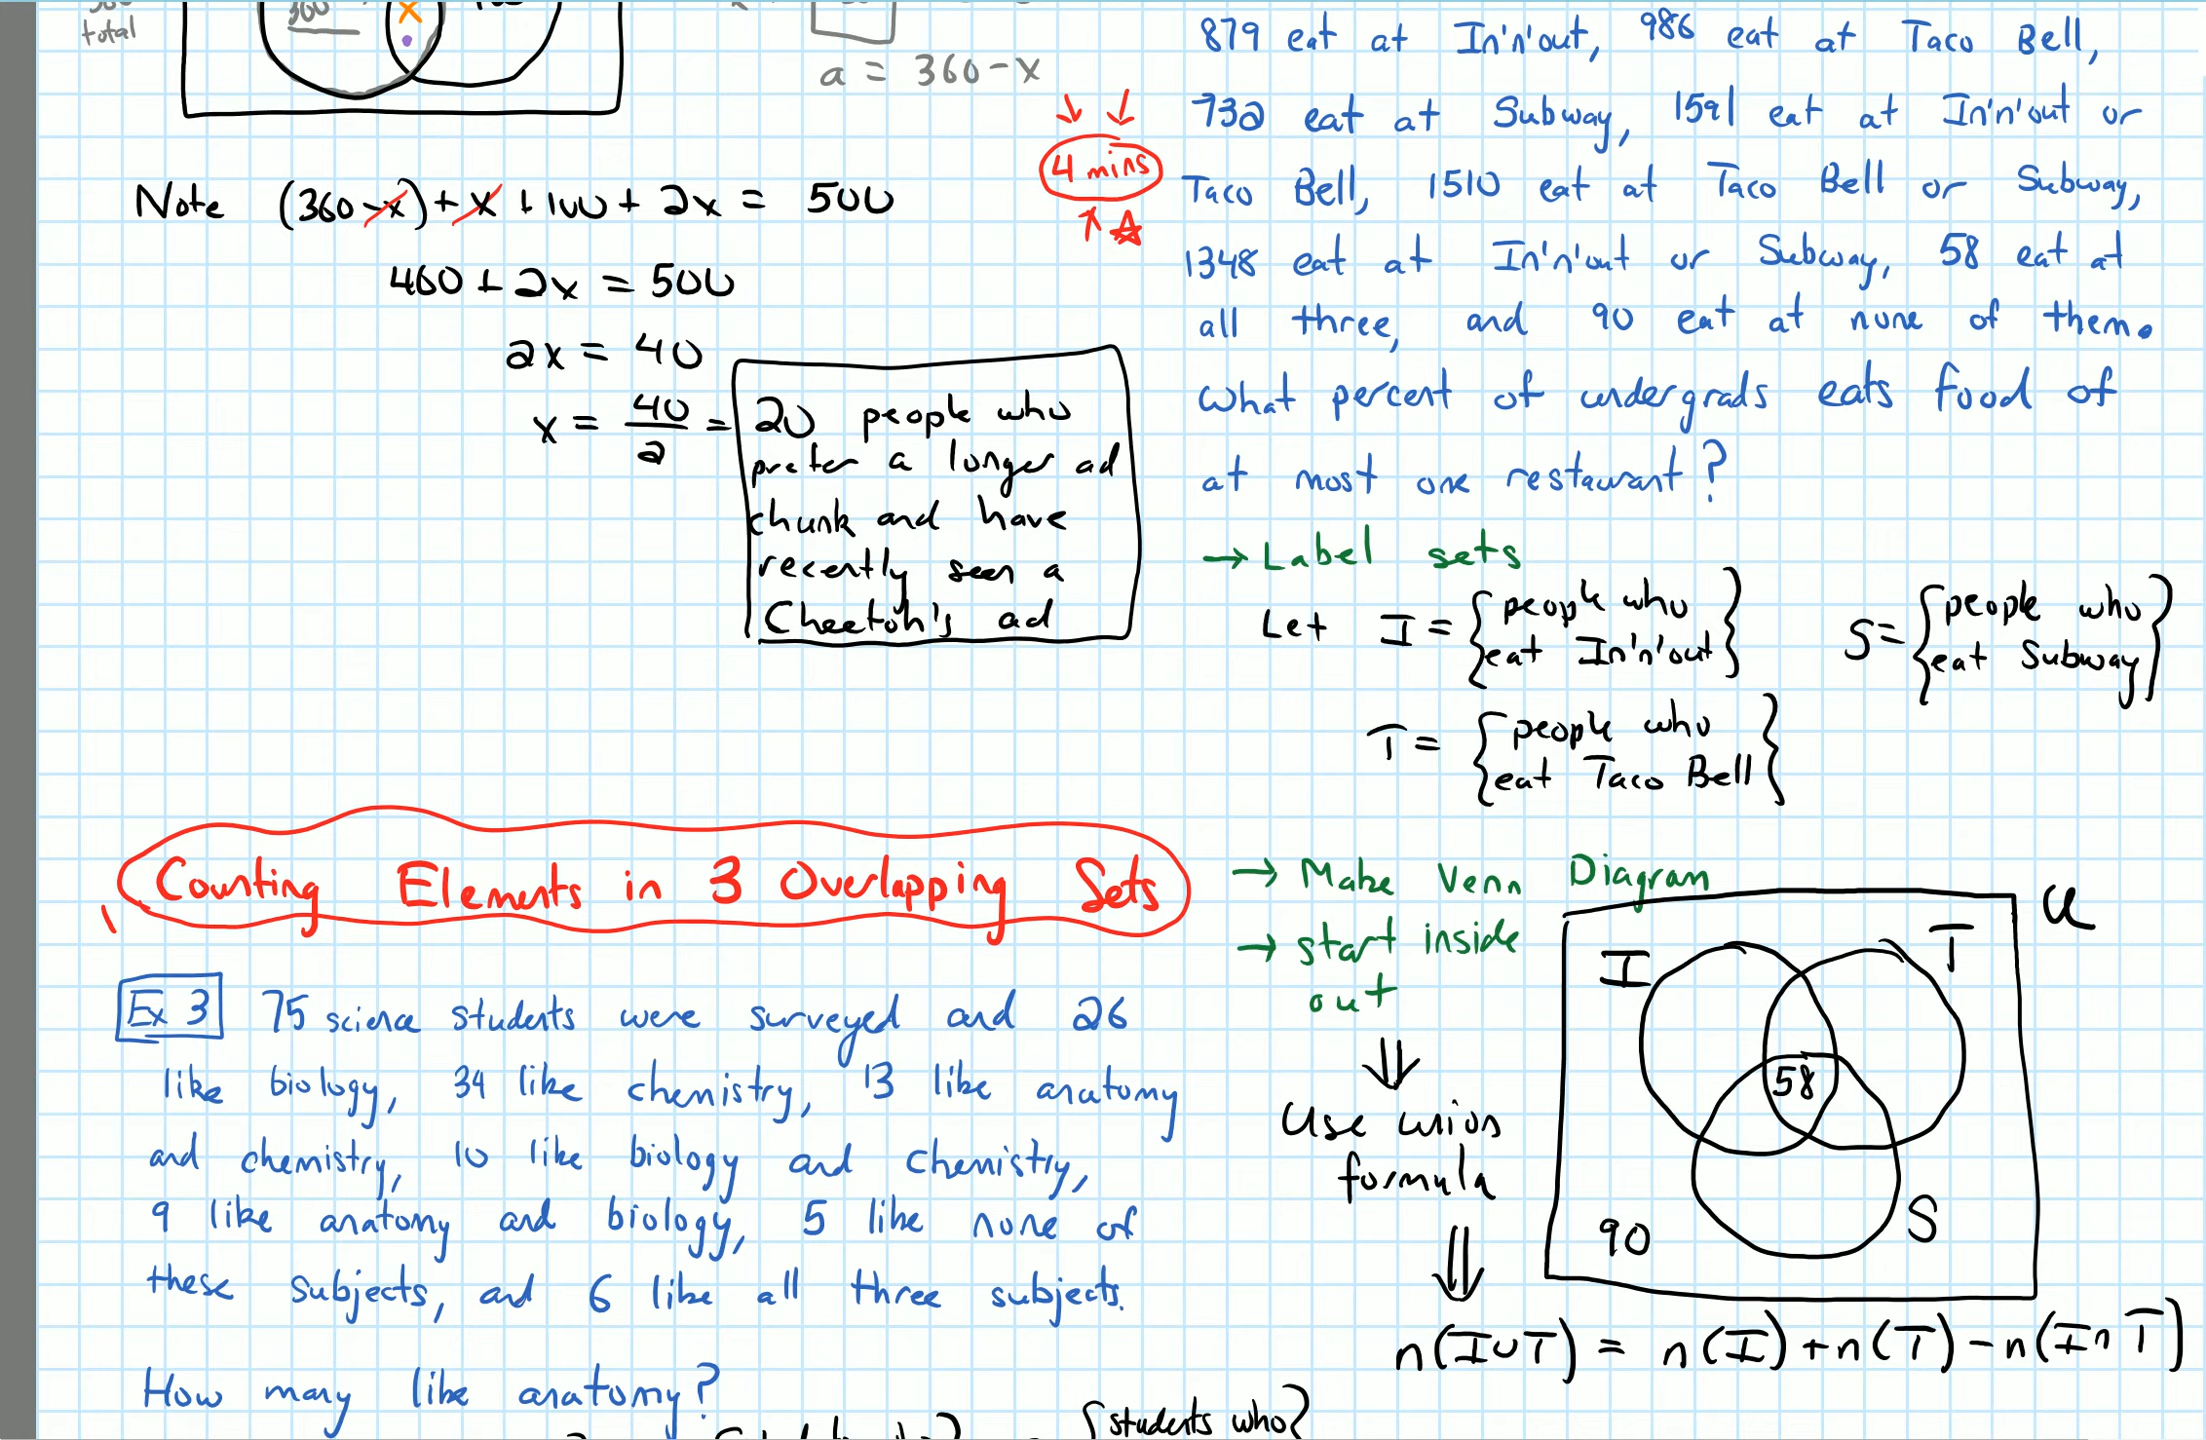 total
300
x
a = 360-x
Note (360-x)+x+100+2x = 500
460+2x = 500
2x = 40
x = 40/2 = 20 people who
prefer a longer ad
chunk and have
recently seen a
Cheetoh's ad
Counting Elements in 3 Overlapping Sets
Ex 3 75 science students were surveyed and 26
like biology, 34 like chemistry, 13 like anatomy
and chemistry, 10 like biology and chemistry,
9 like anatomy and biology, 5 like none of
these subjects, and 6 like all three subjects.
How many like anatomy?
students who
4 mins
879 eat at In'n'out, 986 eat at Taco Bell,
732 eat at Subway, 1591 eat at In'n'out or
Taco Bell, 1510 eat at Taco Bell or Subway,
1348 eat at In'n'out or Subway, 58 eat at
all three, and 90 eat at none of them.
What percent of undergrads eats food of
at most one restaurant?
→ Label sets
Let I = {people who
eat In'n'out}
S = {people who
eat Subway}
T = {people who
eat Taco Bell}
→ Make Venn Diagram
→ start inside
out
⇓
Use union
formula
⇓
U
I
T
58
S
90
n(I∪T) = n(I)+n(T)-n(I∩T)